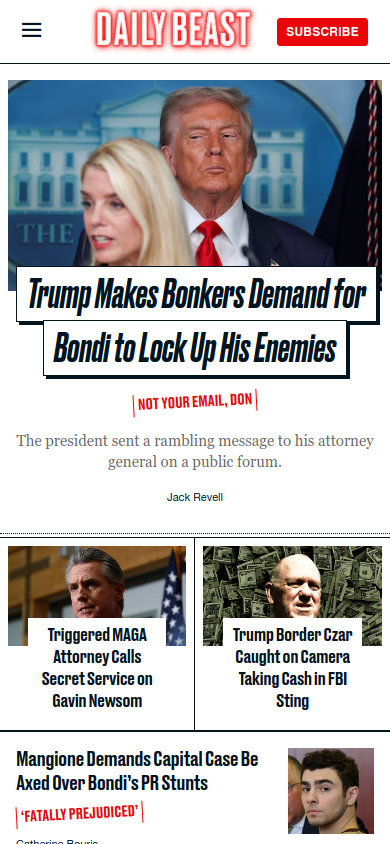 DAILY BEAST
SUBSCRIBE
THE
Trump Makes Bonkers Demand for
Bondi to Lock Up His Enemies
NOT YOUR EMAIL, DON
The president sent a rambling message to his attorney
general on a public forum.
Jack Revell
Triggered MAGA
Attorney Calls
Secret Service on
Gavin Newsom
Trump Border Czar
Caught on Camera
Taking Cash in FBI
Sting
Mangione Demands Capital Case Be
Axed Over Bondi's PR Stunts
'FATALLY PREJUDICED'